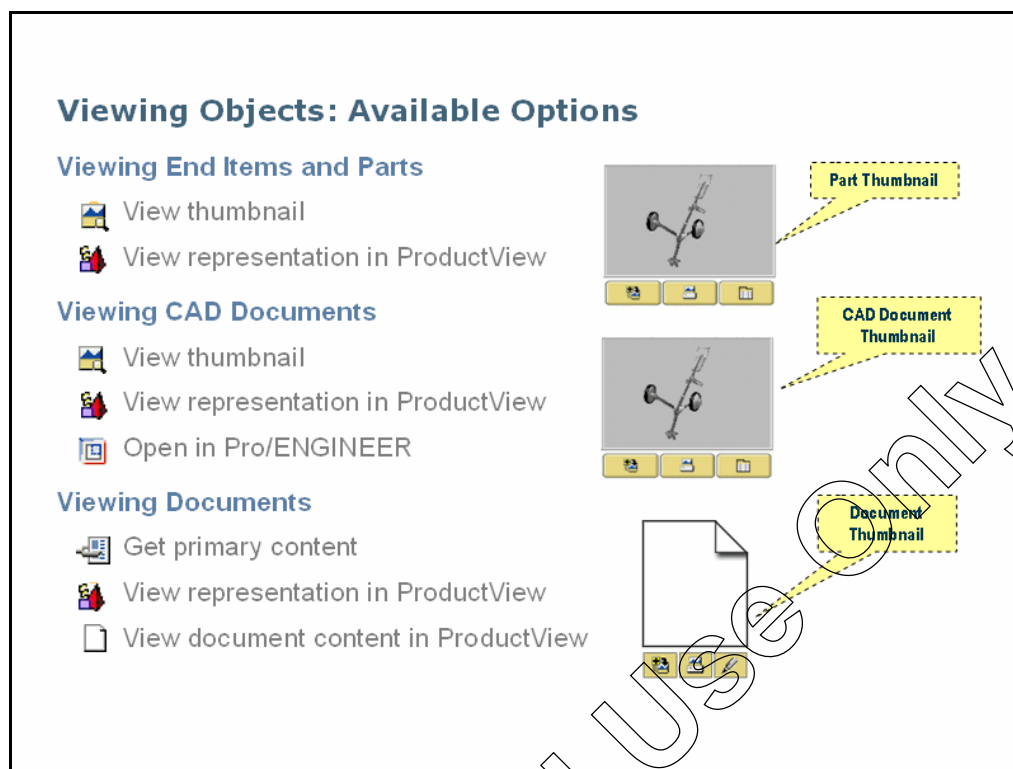 Viewing Objects: Available Options
Viewing End Items and Parts
View thumbnail
View representation in ProductView
Part Thumbnail
Viewing CAD Documents
View thumbnail
View representation in ProductView
Open in Pro/ENGINEER
CAD Document
Thumbnail
Viewing Documents
Get primary content
View representation in ProductView
View document content in ProductView
Document
Thumbnail
Use Only